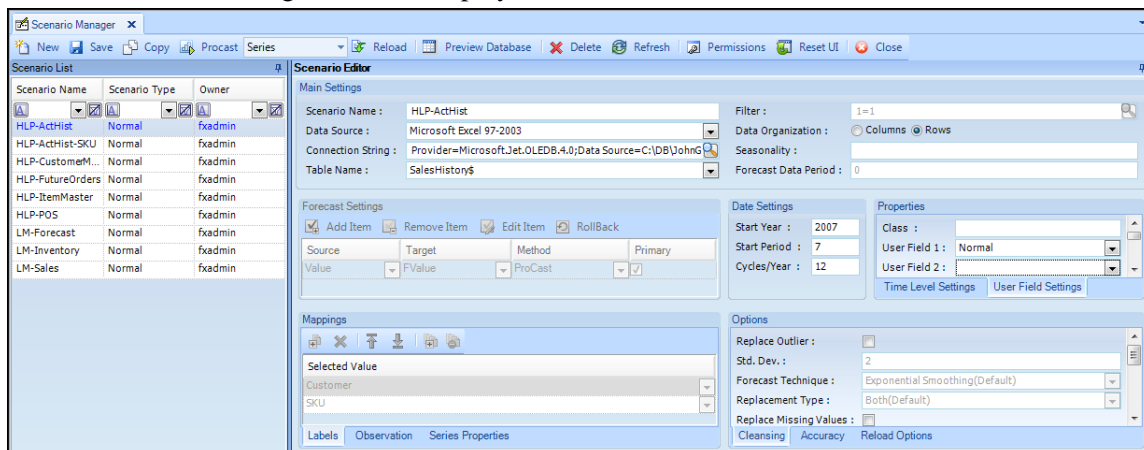 Scenario Manager
New Save Copy Procast Series Reload Preview Database Delete Refresh Permissions Reset UI Close
Scenario List
Scenario Name Scenario Type Owner
HLP-ActHist Normal fxadmin
HLP-ActHist-SKU Normal fxadmin
HLP-CustomerM... Normal fxadmin
HLP-FutureOrders Normal fxadmin
HLP-ItemMaster Normal fxadmin
HLP-POS Normal fxadmin
LM-Forecast Normal fxadmin
LM-Inventory Normal fxadmin
LM-Sales Normal fxadmin
Scenario Editor
Main Settings
Scenario Name : HLP-ActHist
Data Source : Microsoft Excel 97-2003
Connection String : Provider=Microsoft.Jet.OLEDB.4.0;Data Source=C:\DB\JohnG
Table Name : SalesHistory$
Filter : 1=1
Data Organization : Columns Rows
Seasonality :
Forecast Data Period : 0
Forecast Settings
Add Item Remove Item Edit Item RollBack
Source Target Method Primary
Value FValue ProCast
Date Settings
Start Year : 2007
Start Period : 7
Cycles/Year : 12
Properties
Class :
User Field 1 : Normal
User Field 2 :
Time Level Settings User Field Settings
Mappings
Selected Value
Customer
SKU
Labels Observation Series Properties
Options
Replace Outlier :
Std. Dev. : 2
Forecast Technique : Exponential Smoothing(Default)
Replacement Type : Both(Default)
Replace Missing Values :
Cleansing Accuracy Reload Options